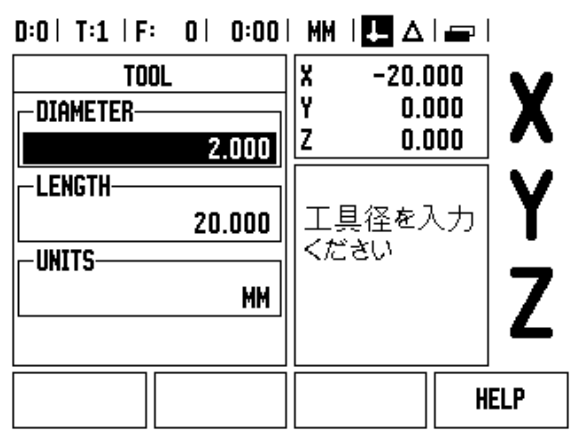 D:0 T:1 F: 0 0:00 MM
TOOL
DIAMETER
2.000
LENGTH
20.000
UNITS
MM
X -20.000
Y 0.000
Z 0.000
工具径を入力
ください
X
Y
Z
HELP